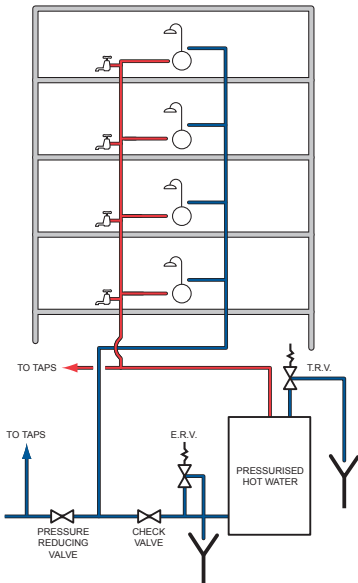 TO TAPS
T.R.V.
TO TAPS
E.R.V.
PRESSURISED
HOT WATER
PRESSURE
REDUCING
VALVE
CHECK
VALVE